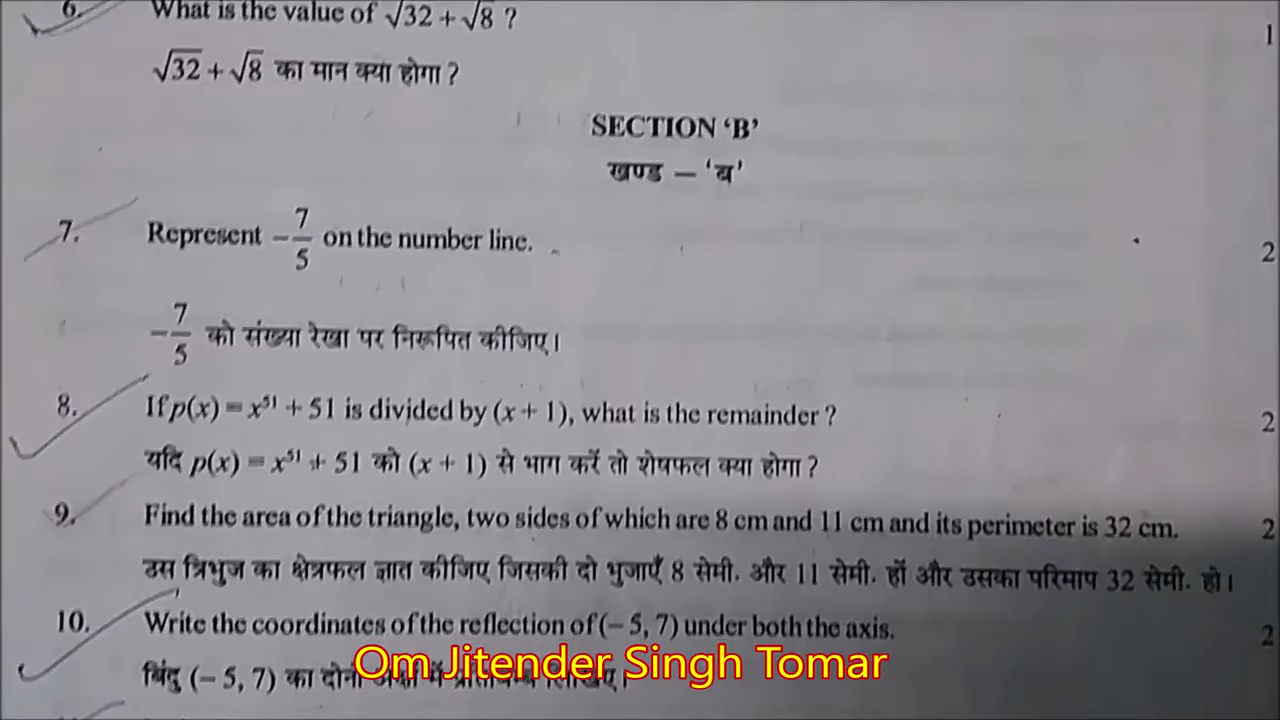 6. What is the value of √32 + √8 ? 1
√32 + √8 का मान क्या होगा ?
SECTION ‘B’
खण्ड – ‘ब’
7. Represent −7/5 on the number line. 2
−7/5 को संख्या रेखा पर निरूपित कीजिए।
8. If p(x) = x⁵¹ + 51 is divided by (x + 1), what is the remainder ? 2
यदि p(x) = x⁵¹ + 51 को (x + 1) से भाग करें तो शेषफल क्या होगा ?
9. Find the area of the triangle, two sides of which are 8 cm and 11 cm and its perimeter is 32 cm. 2
उस त्रिभुज का क्षेत्रफल ज्ञात कीजिए जिसकी दो भुजाएँ 8 सेमी. और 11 सेमी. हों और उसका परिमाप 32 सेमी. हो।
10. Write the coordinates of the reflection of (– 5, 7) under both the axis. 2
बिंदु (– 5, 7) का दोनों
Om Jitender Singh Tomar